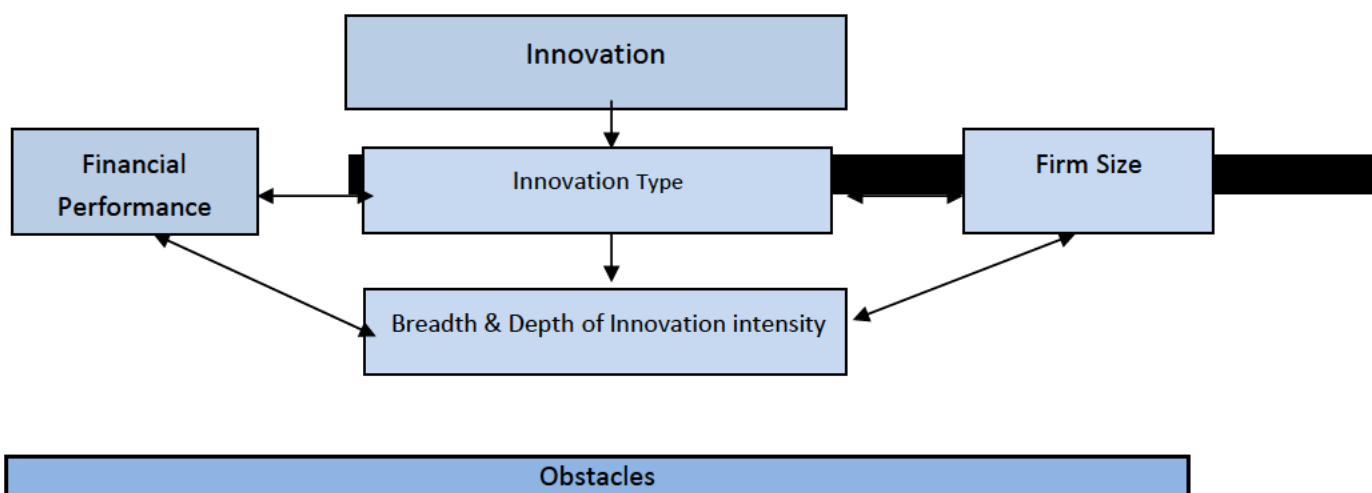 Innovation
Financial
Performance
Innovation Type
Firm Size
Breadth & Depth of Innovation intensity
Obstacles